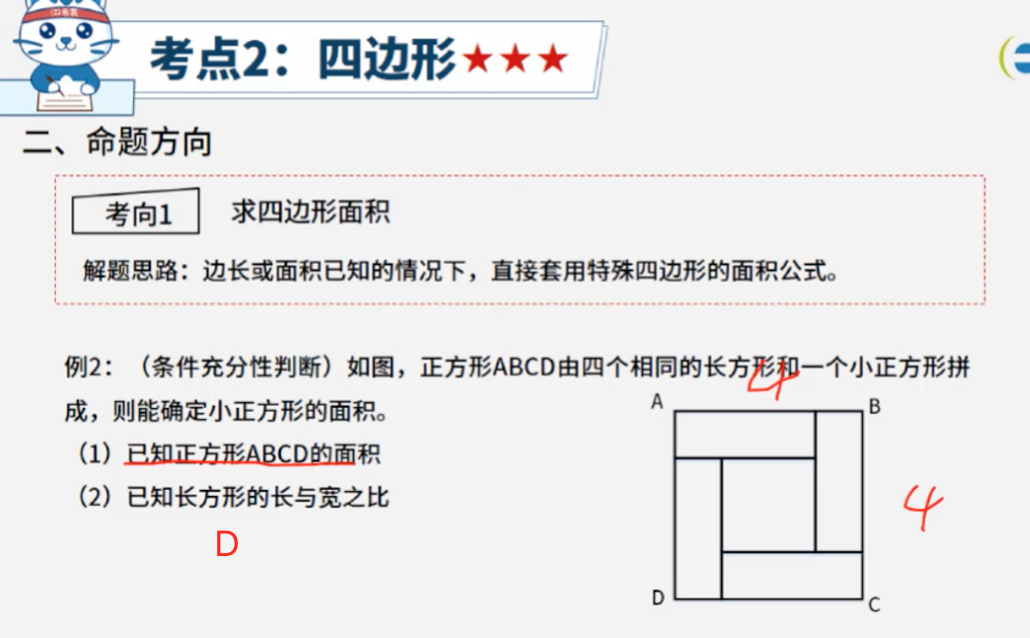 考点2：四边形★★★
二、命题方向
考向1 求四边形面积
解题思路：边长或面积已知的情况下，直接套用特殊四边形的面积公式。
例2：（条件充分性判断）如图，正方形ABCD由四个相同的长方形和一个小正方形拼
成，则能确定小正方形的面积。
（1）已知正方形ABCD的面积
（2）已知长方形的长与宽之比
D
4
A
B
4
D
C